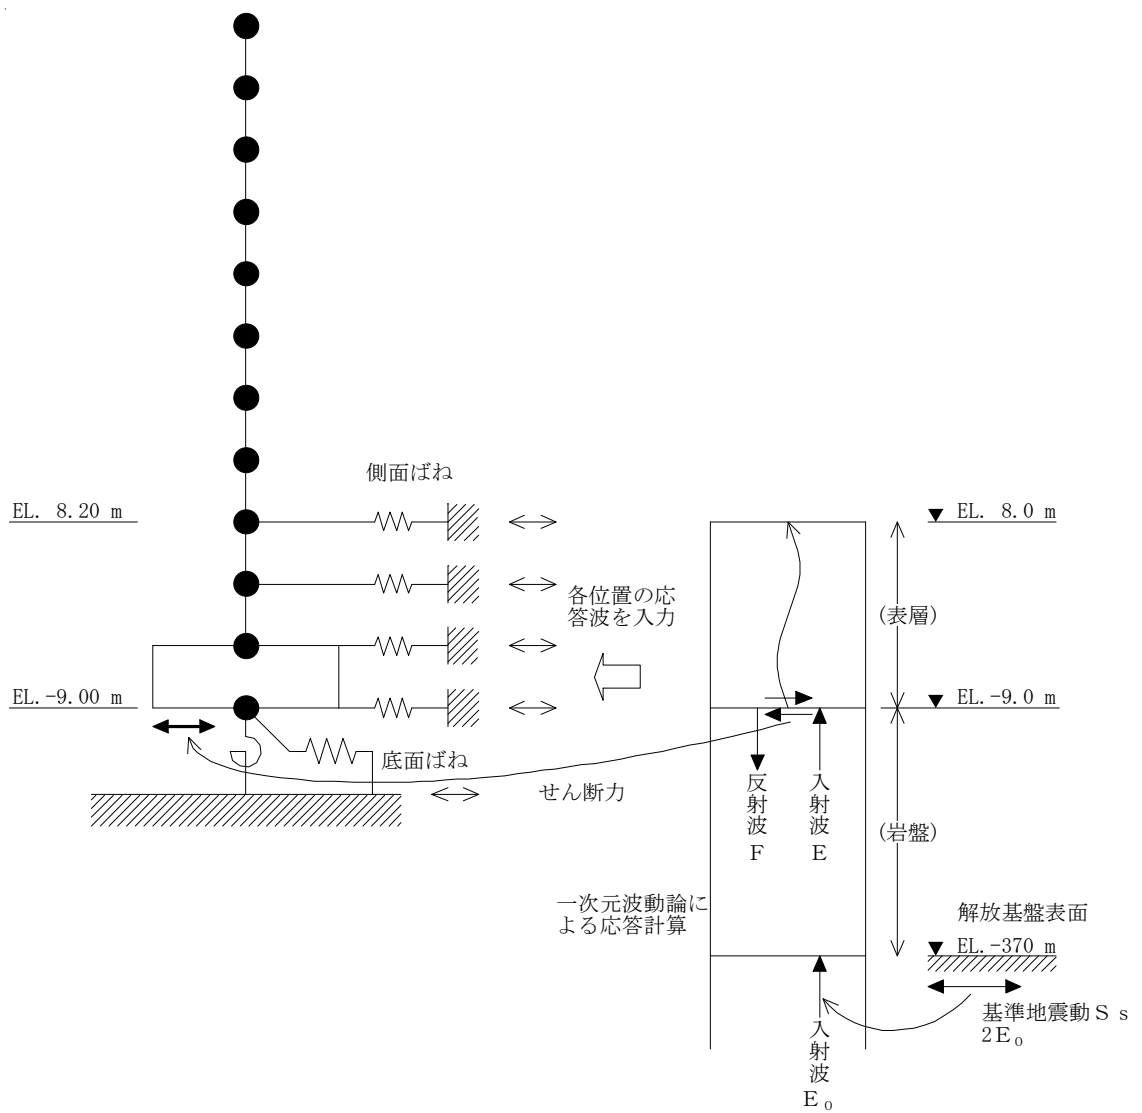 側面ばね
EL. 8.20 m
▼ EL. 8.0 m
各位置の応
答波を入力
(表層)
EL.-9.00 m
▼ EL.-9.0 m
底面ばね
せん断力
反射波F
入射波E
(岩盤)
一次元波動論に
よる応答計算
解放基盤表面
▼ EL.-370 m
基準地震動Ss
2E₀
入射波E₀